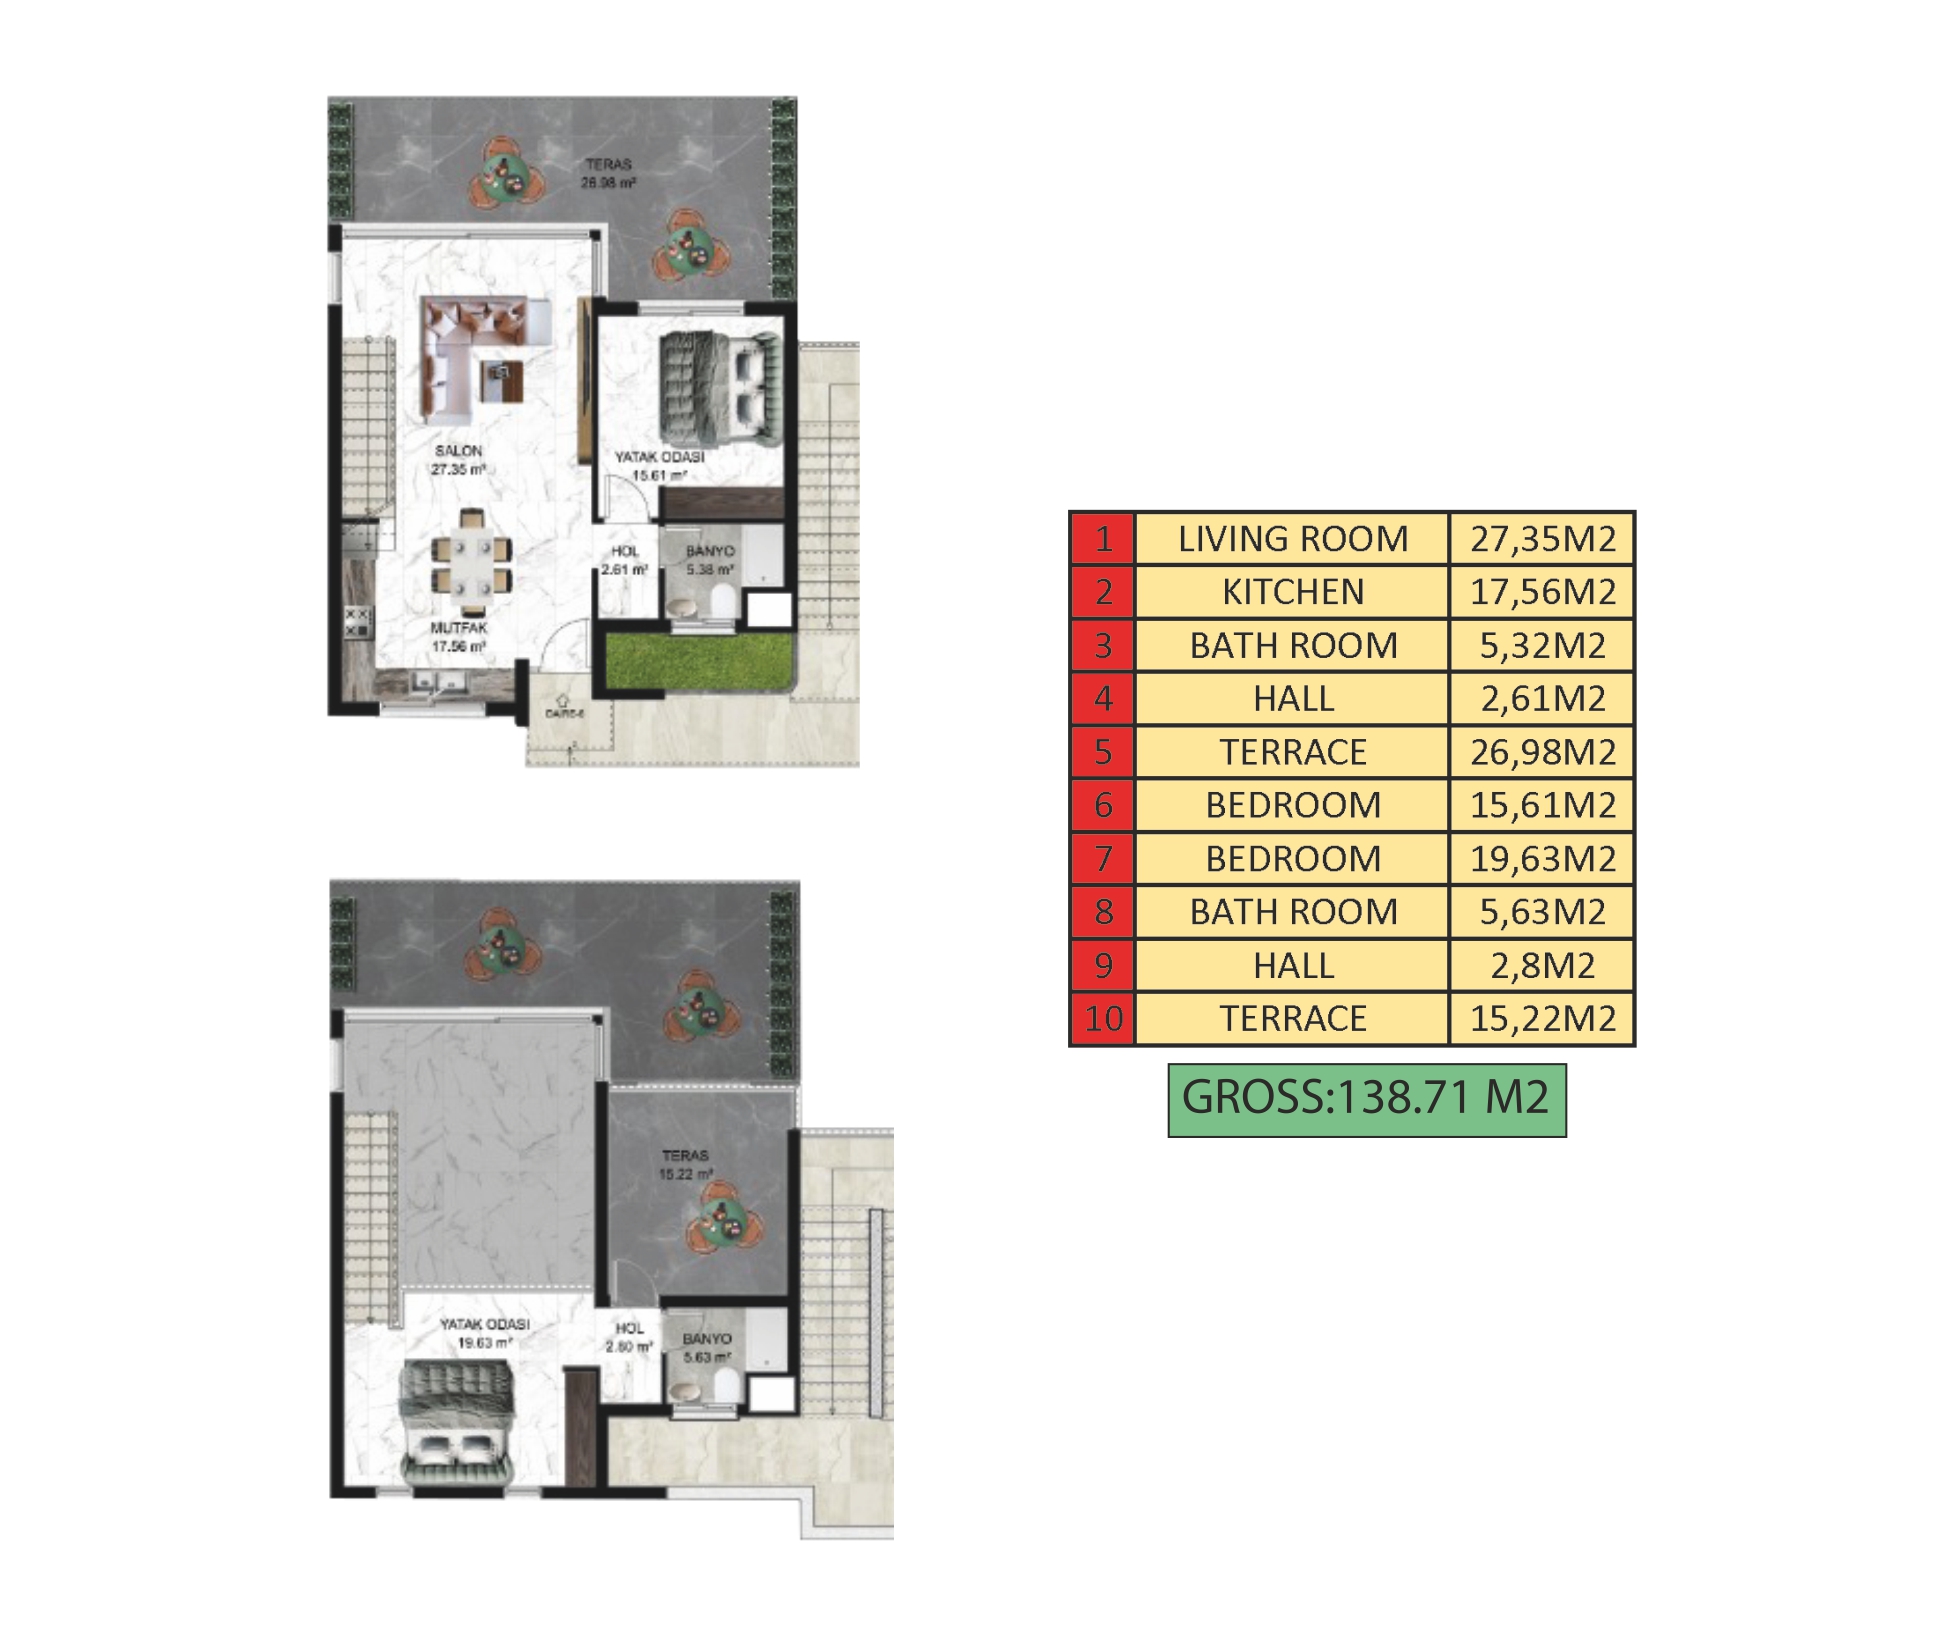 TERAS
26.98 m²
SALON
27.35 m²
YATAK ODASI
15.61 m²
HOL
2.61 m²
BANYO
5.38 m²
MUTFAK
17.56 m²
TERAS
15.22 m²
YATAK ODASI
19.63 m²
HOL
2.80 m²
BANYO
5.63 m²
1 LIVING ROOM 27,35M2
2 KITCHEN 17,56M2
3 BATH ROOM 5,32M2
4 HALL 2,61M2
5 TERRACE 26,98M2
6 BEDROOM 15,61M2
7 BEDROOM 19,63M2
8 BATH ROOM 5,63M2
9 HALL 2,8M2
10 TERRACE 15,22M2
GROSS:138.71 M2